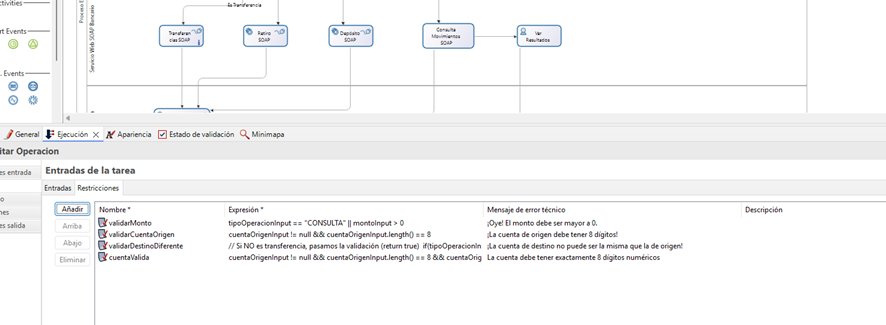 ctivities
rt Events
. Events
Proceso E
Servicio Web SOAP Bancario
Es Transferencia
Transferen
cias SOAP
Retiro
SOAP
Depósito
SOAP
Consulta
Movimientos
SOAP
Ver
Resultados
General
Ejecución
Apariencia
Estado de validación
Minimapa
itar Operacion
es entrada
o
nes
es salida
Entradas de la tarea
Entradas
Restricciones
Añadir
Arriba
Abajo
Eliminar
Nombre * Expresión * Mensaje de error técnico Descripción
validarMonto tipoOperacionInput == "CONSULTA" || montoInput > 0 ¡Oye! El monto debe ser mayor a 0.
validarCuentaOrigen cuentaOrigenInput != null && cuentaOrigenInput.length() == 8 ¡La cuenta de origen debe tener 8 dígitos!
validarDestinoDiferente // Si NO es transferencia, pasamos la validación (return true) if(tipoOperacionIn ¡La cuenta de destino no puede ser la misma que la de origen!
cuentaValida cuentaOrigenInput != null && cuentaOrigenInput.length() == 8 && cuentaOrig La cuenta debe tener exactamente 8 dígitos numéricos